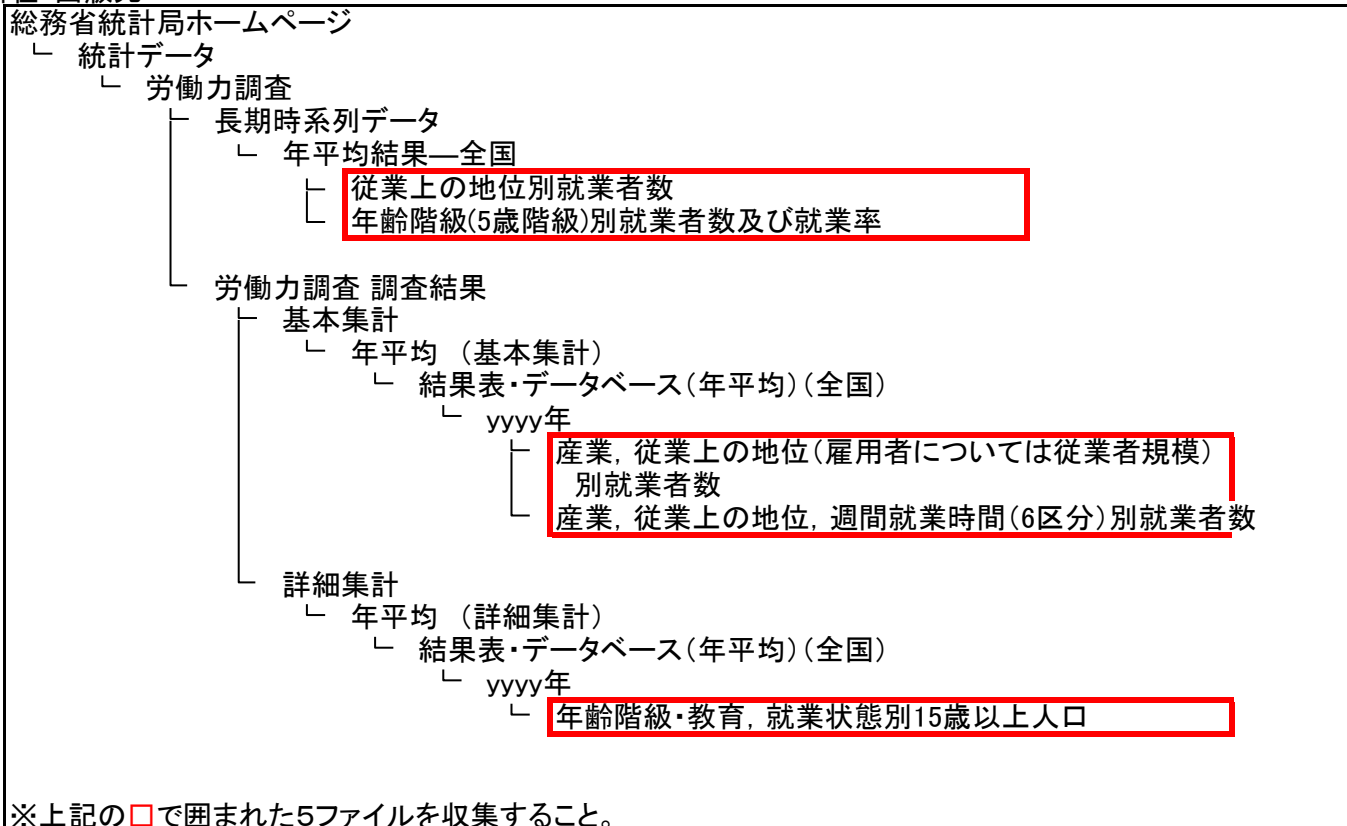 総務省統計局ホームページ
└ 統計データ
└ 労働力調査
├ 長期時系列データ
└ 年平均結果―全国
├ 従業上の地位別就業者数
└ 年齢階級(5歳階級)別就業者数及び就業率
└ 労働力調査 調査結果
├ 基本集計
└ 年平均 （基本集計）
└ 結果表・データベース（年平均）（全国）
└ yyyy年
├ 産業，従業上の地位（雇用者については従業者規模）
別就業者数
└ 産業，従業上の地位，週間就業時間（6区分）別就業者数
└ 詳細集計
└ 年平均 （詳細集計）
└ 結果表・データベース（年平均）（全国）
└ yyyy年
└ 年齢階級・教育，就業状態別15歳以上人口
※上記の□で囲まれた５ファイルを収集すること。